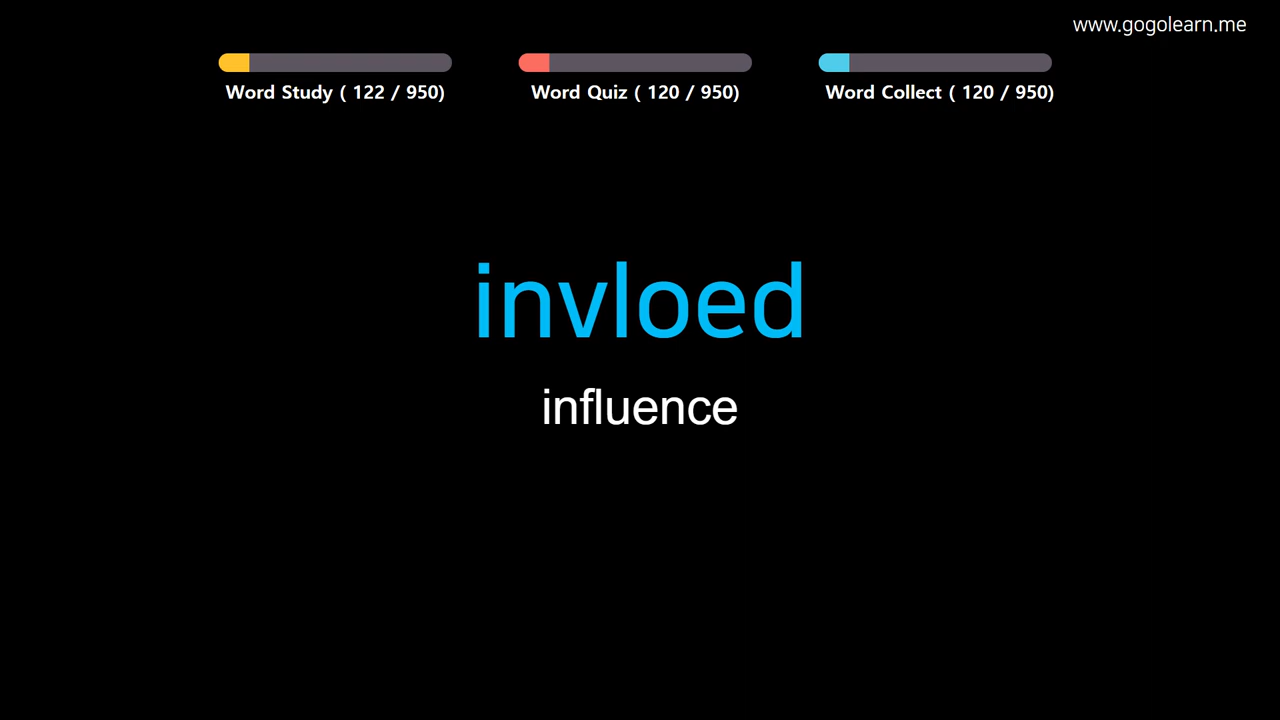 www.gogolearn.me
Word Study ( 122 / 950)
Word Quiz ( 120 / 950)
Word Collect ( 120 / 950)
invloed
influence